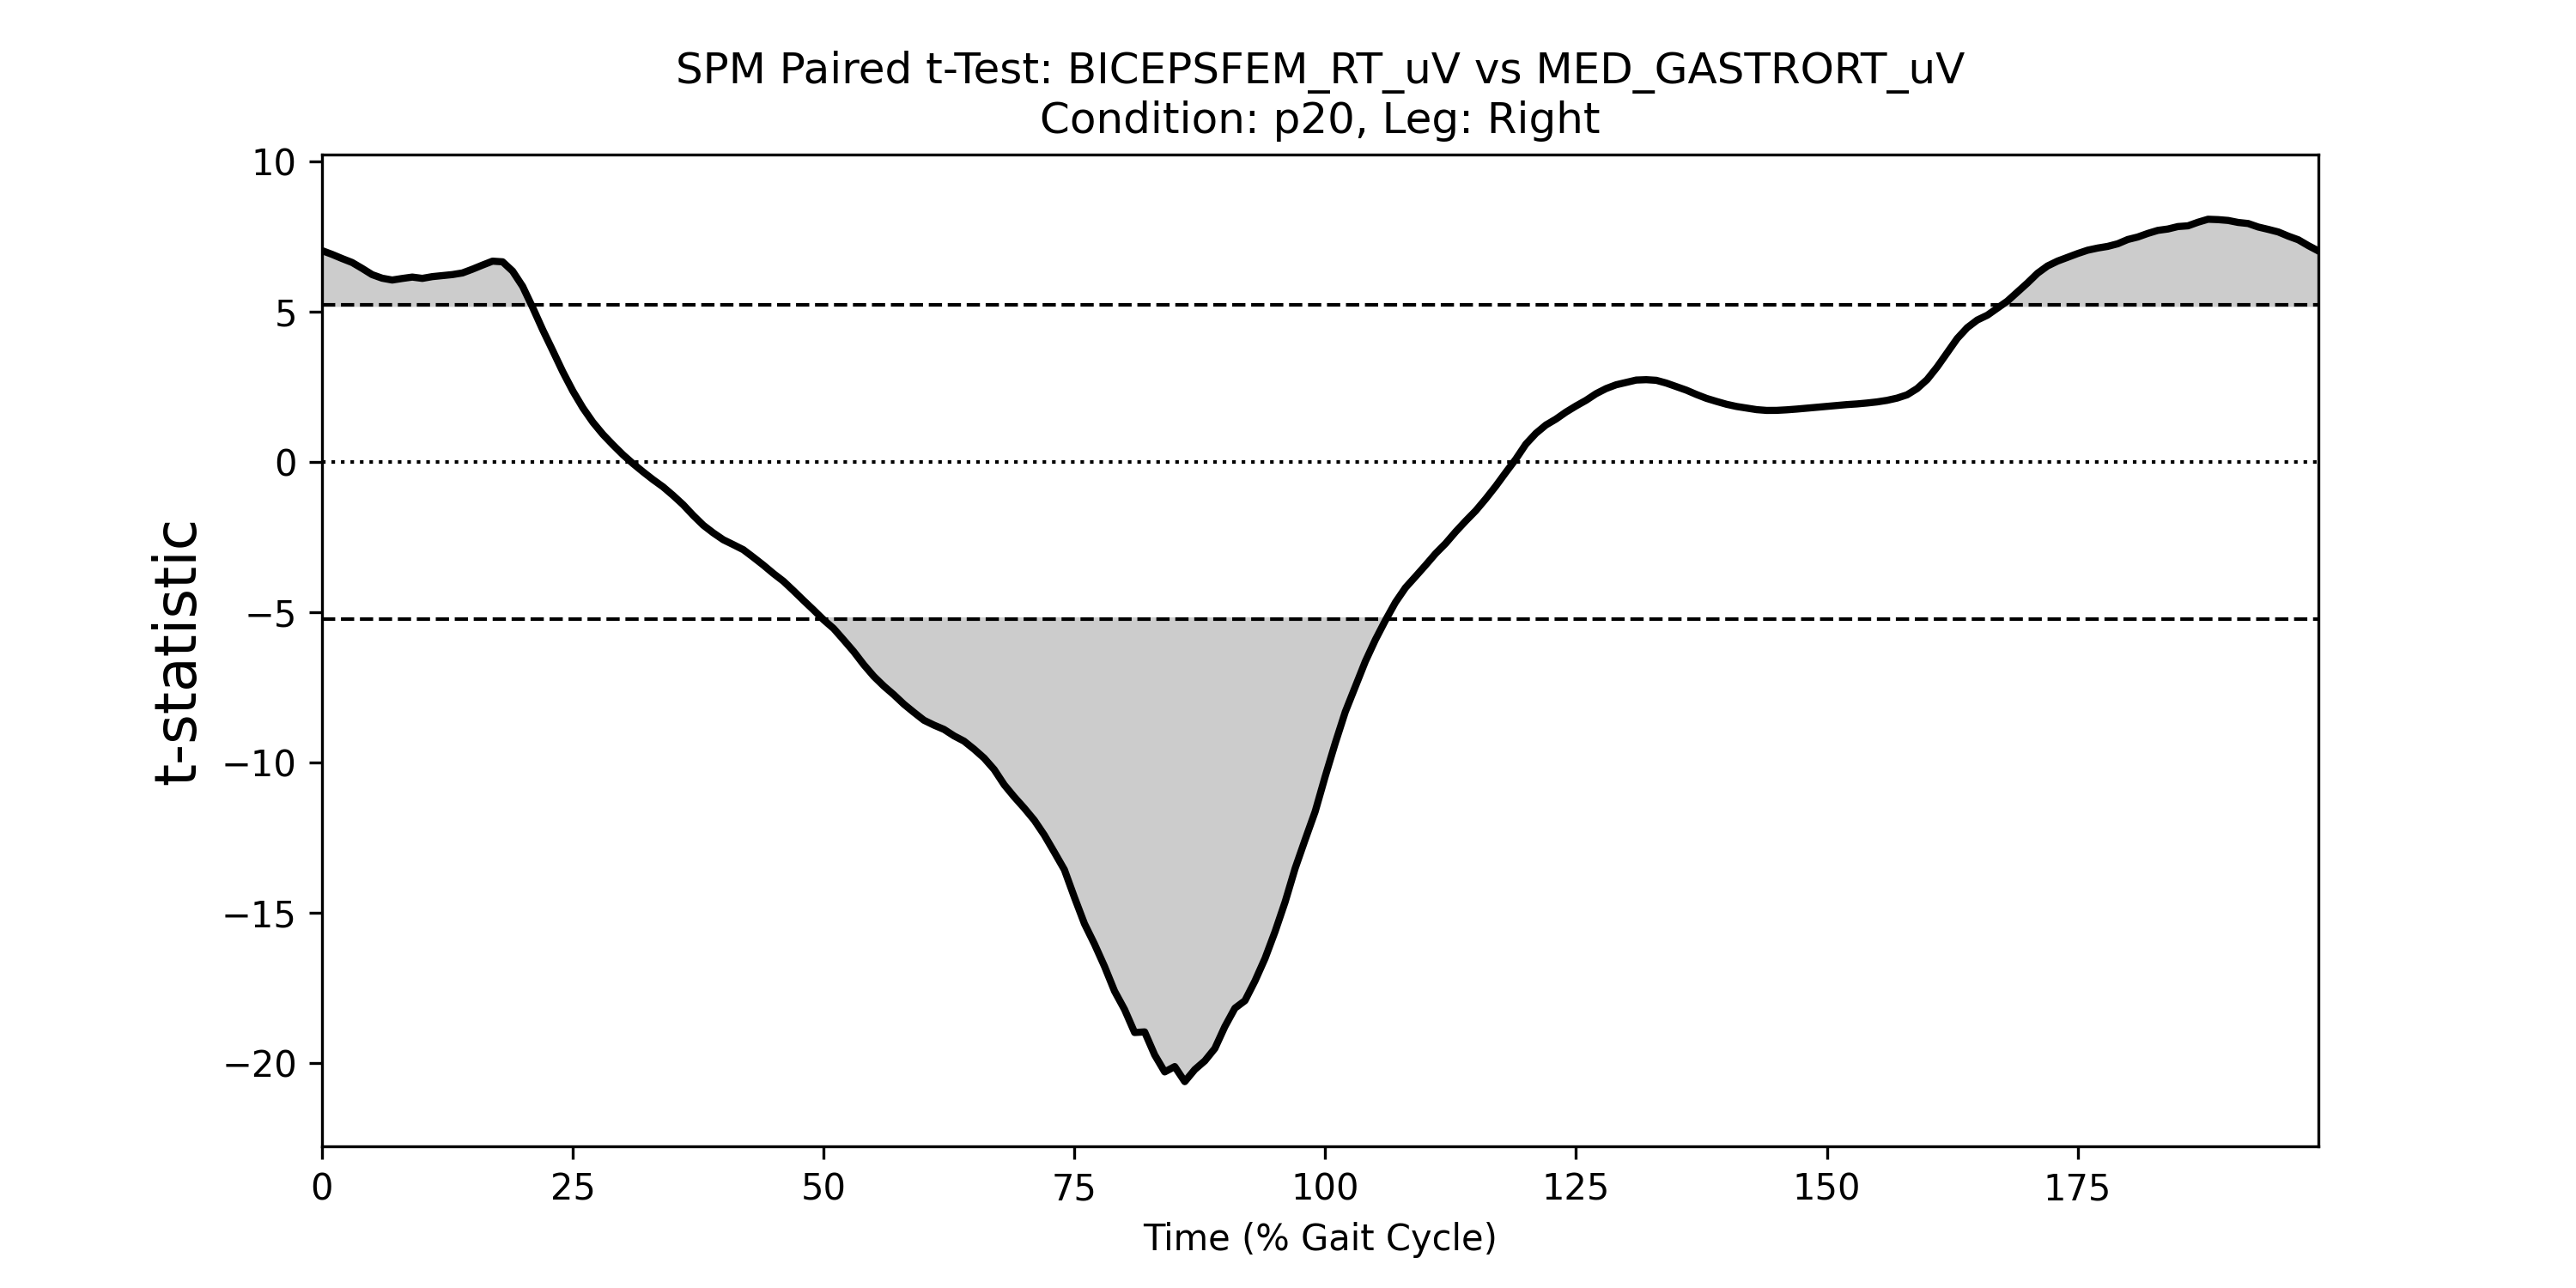 SPM Paired t-Test: BICEPSFEM_RT_uV vs MED_GASTRORT_uV
Condition: p20, Leg: Right
10
5
0
−5
−10
−15
−20
t-statistic
0 25 50 75 100 125 150 175
Time (% Gait Cycle)